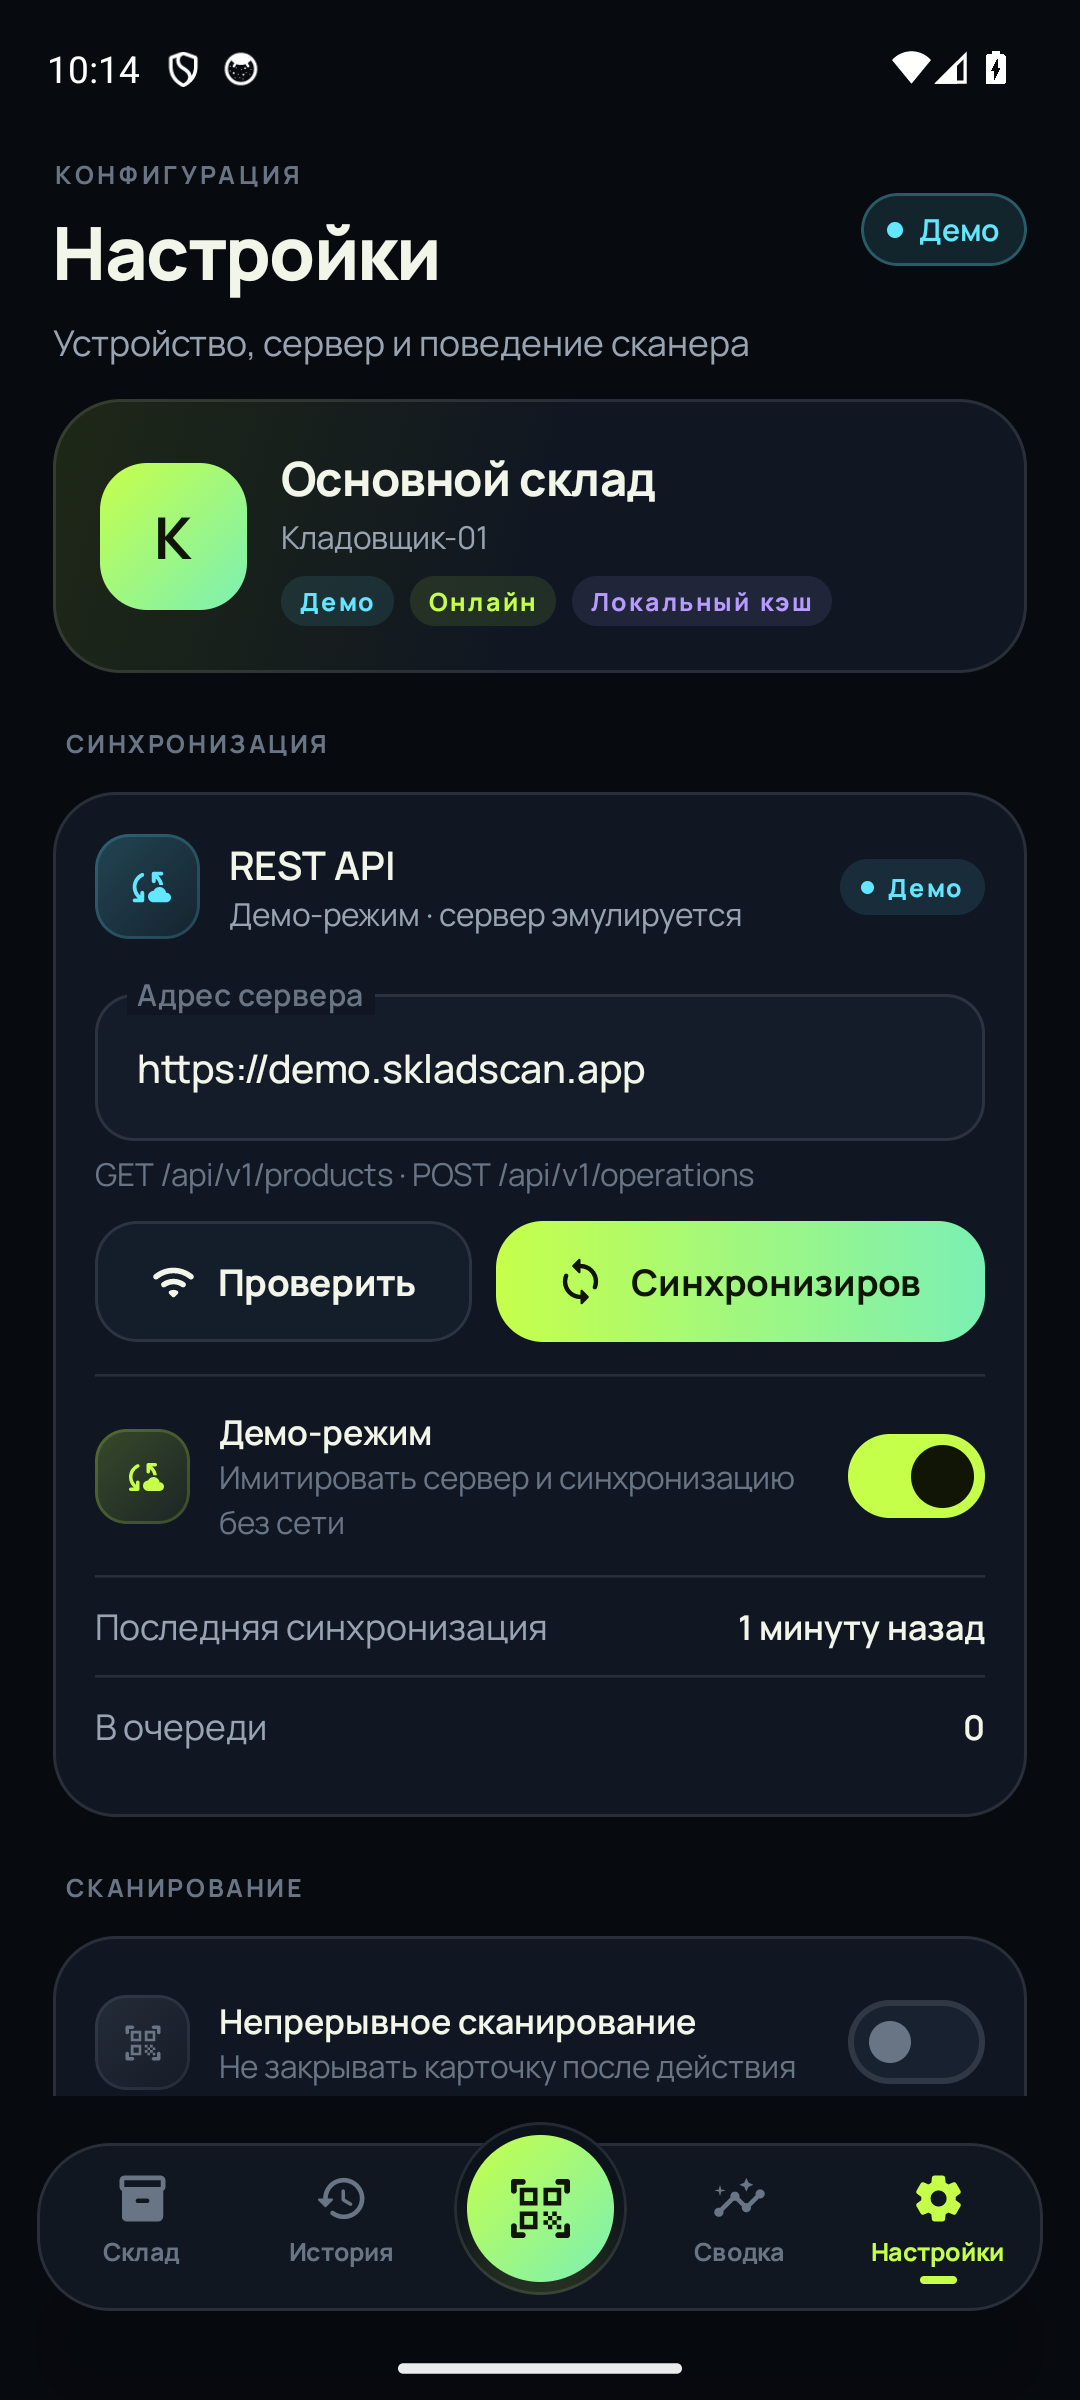 10:14
КОНФИГУРАЦИЯ
Настройки
Демо
Устройство, сервер и поведение сканера
К
Основной склад
Кладовщик-01
Демо
Онлайн
Локальный кэш
СИНХРОНИЗАЦИЯ
REST API
Демо-режим · сервер эмулируется
Демо
Адрес сервера
https://demo.skladscan.app
GET /api/v1/products · POST /api/v1/operations
Проверить
Синхронизиров
Демо-режим
Имитировать сервер и синхронизацию
без сети
Последняя синхронизация
1 минуту назад
В очереди
0
СКАНИРОВАНИЕ
Непрерывное сканирование
Не закрывать карточку после действия
Склад
История
Сводка
Настройки